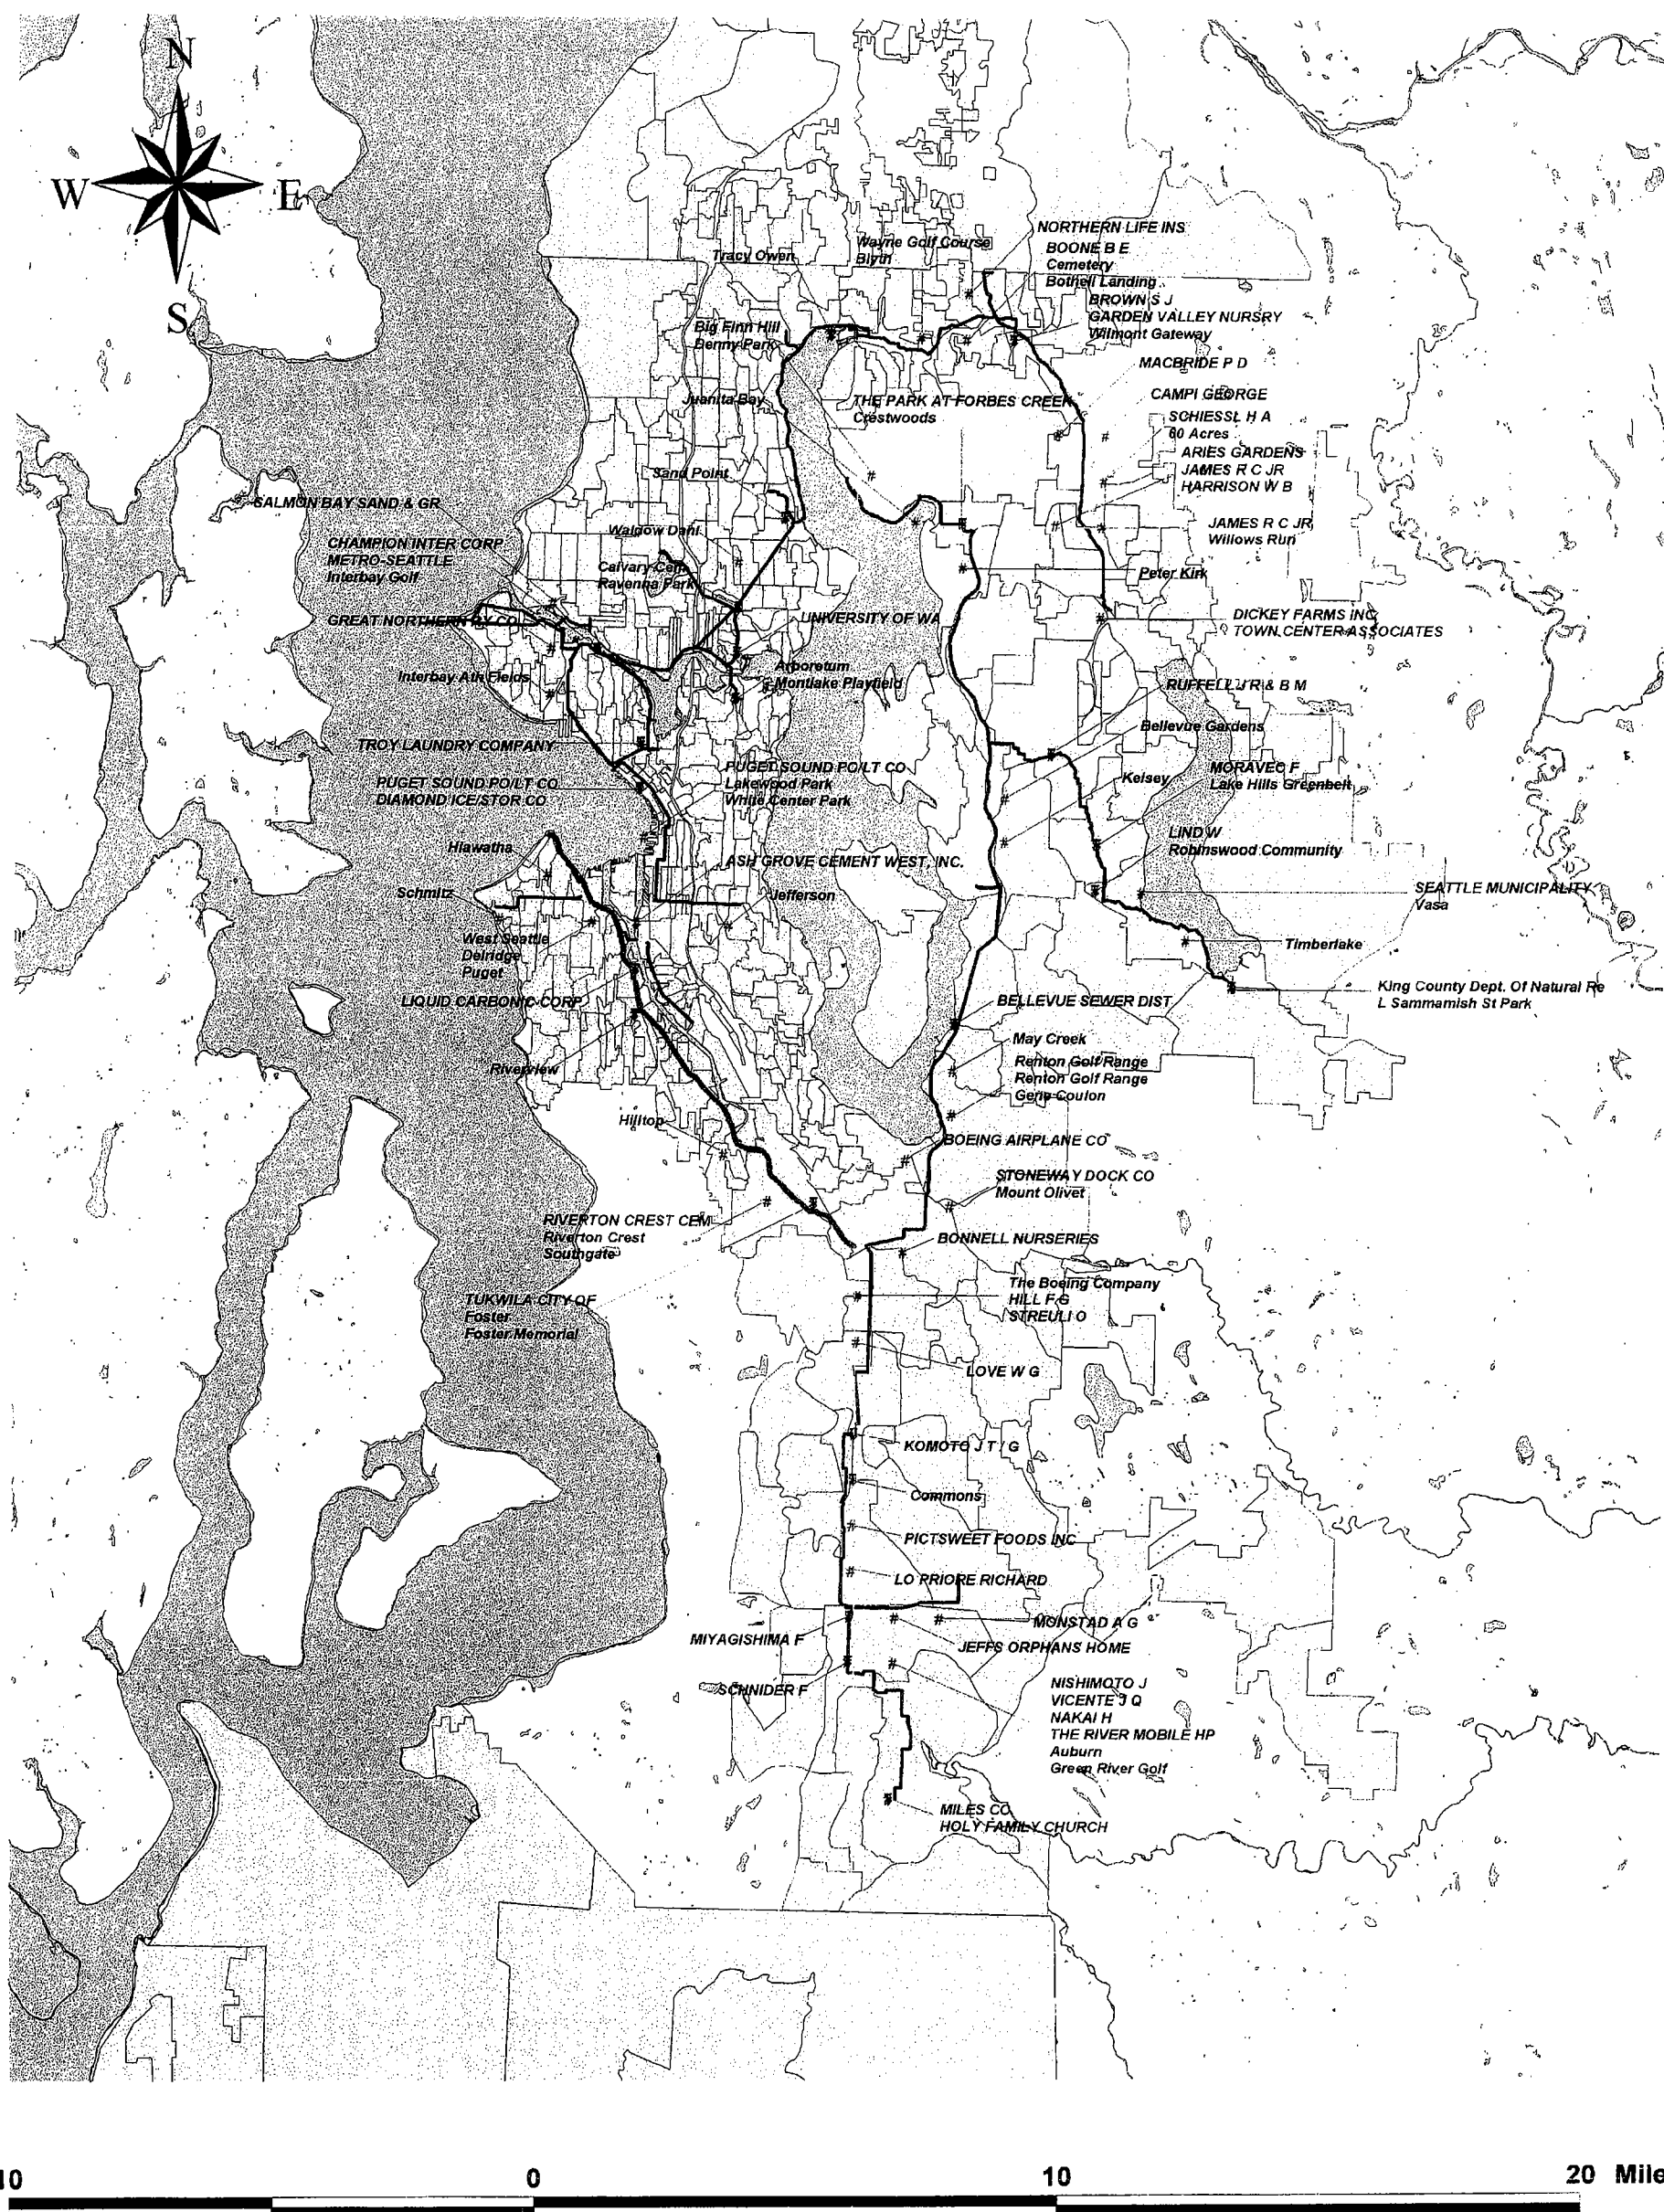 N
W
E
S
NORTHERN LIFE INS
BOONE B E
Cemetery
Bothell Landing
Wayne Golf Course
Blyth
Tracy Owen
BROWN S J
GARDEN VALLEY NURSRY
Wilmont Gateway
Big Finn Hill
Denny Park
MACBRIDE P D
Juanita Bay
THE PARK AT FORBES CREEK
Crestwoods
CAMPI GEORGE
SCHIESSL H A
60 Acres
ARIES GARDENS
JAMES R C JR
HARRISON W B
Sand Point
SALMON BAY SAND & GR
JAMES R C JR
Willows Run
Waldow Dahl
CHAMPION INTER CORP
METRO-SEATTLE
Interbay Golf
Calvary Cem
Ravenna Park
Peter Kirk
GREAT NORTHERN RY CO
UNIVERSITY OF WA
DICKEY FARMS INC
TOWN CENTER ASSOCIATES
Interbay Ath Fields
Arboretum
Montlake Playfield
RUFFELL J R & B M
Bellevue Gardens
TROY LAUNDRY COMPANY
PUGET SOUND PO/LT CO
DIAMOND ICE/STOR CO
PUGET SOUND PO/LT CO
Lakewood Park
White Center Park
Kelsey
MORAVEC F
Lake Hills Greenbelt
Hiawatha
LIND W
Robinswood Community
ASH GROVE CEMENT WEST, INC.
Schmitz
Jefferson
SEATTLE MUNICIPALITY
Vasa
West Seattle
Delridge
Puget
Timberlake
LIQUID CARBONIC CORP
BELLEVUE SEWER DIST
King County Dept. Of Natural Re
L Sammamish St Park
May Creek
Renton Golf Range
Renton Golf Range
Gene Coulon
Riverview
Hilltop
BOEING AIRPLANE CO
STONEWAY DOCK CO
Mount Olivet
RIVERTON CREST CEM
Riverton Crest
Southgate
BONNELL NURSERIES
The Boeing Company
HILL F G
STREULI O
TUKWILA CITY OF
Foster
Foster Memorial
LOVE W G
KOMOTO J T / G
Commons
PICTSWEET FOODS INC
LO PRIORE RICHARD
MONSTAD A G
MIYAGISHIMA F
JEFFS ORPHANS HOME
SCHNIDER F
NISHIMOTO J
VICENTE J Q
NAKAI H
THE RIVER MOBILE HP
Auburn
Green River Golf
MILES CO
HOLY FAMILY CHURCH
10 0 10 20 Mile